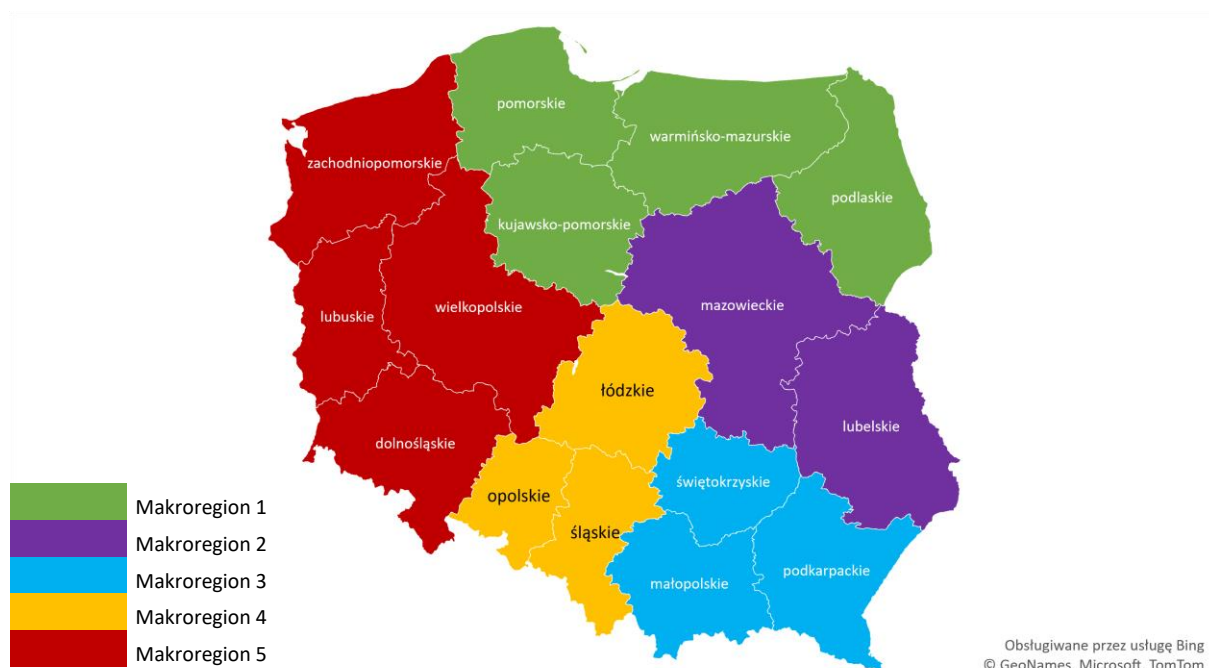 pomorskie
warmińsko-mazurskie
zachodniopomorskie
podlaskie
kujawsko-pomorskie
mazowieckie
wielkopolskie
lubuskie
łódzkie
lubelskie
dolnośląskie
świętokrzyskie
opolskie
śląskie
podkarpackie
małopolskie
Makroregion 1
Makroregion 2
Makroregion 3
Makroregion 4
Makroregion 5
Obsługiwane przez usługę Bing
© GeoNames, Microsoft, TomTom